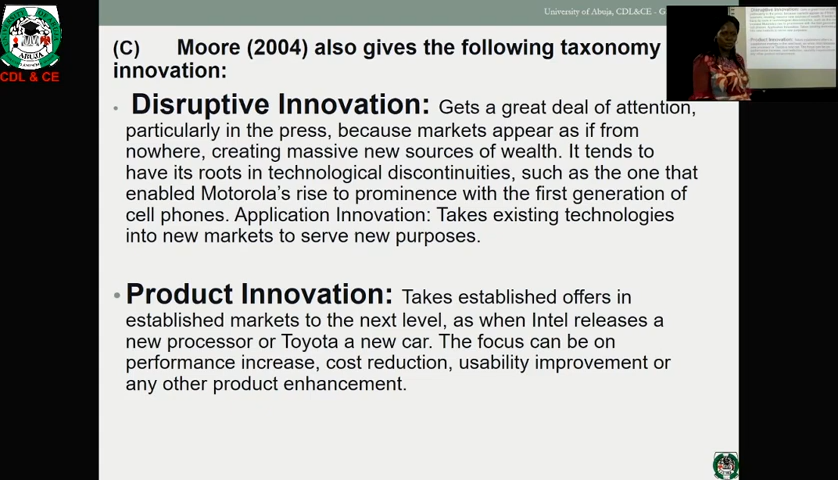 University of Abuja, CDL&CE - G
CDL & CE
(C) Moore (2004) also gives the following taxonomy
innovation:
• Disruptive Innovation: Gets a great deal of attention,
particularly in the press, because markets appear as if from
nowhere, creating massive new sources of wealth. It tends to
have its roots in technological discontinuities, such as the one that
enabled Motorola's rise to prominence with the first generation of
cell phones. Application Innovation: Takes existing technologies
into new markets to serve new purposes.
• Product Innovation: Takes established offers in
established markets to the next level, as when Intel releases a
new processor or Toyota a new car. The focus can be on
performance increase, cost reduction, usability improvement or
any other product enhancement.
Disruptive Innovation:
Product Innovation: